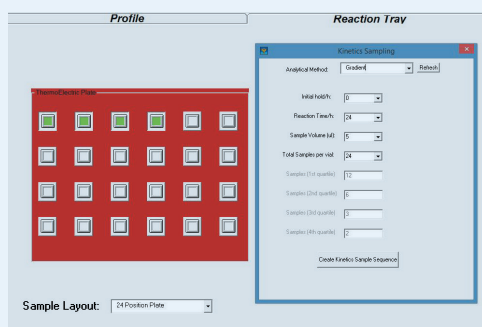 Profile
Reaction Tray
Kinetics Sampling
Analytical Method: Gradient Refresh
ThermoElectric Plate
Initial hold/h: 0
Reaction Time/h: 24
Sample Volume (ul): 5
Total Samples per vial: 24
Samples (1st quartile) 12
Samples (2nd quartile) 6
Samples (3rd quartile) 3
Samples (4th quartile) 2
Create Kinetics Sample Sequence
Sample Layout: 24 Position Plate